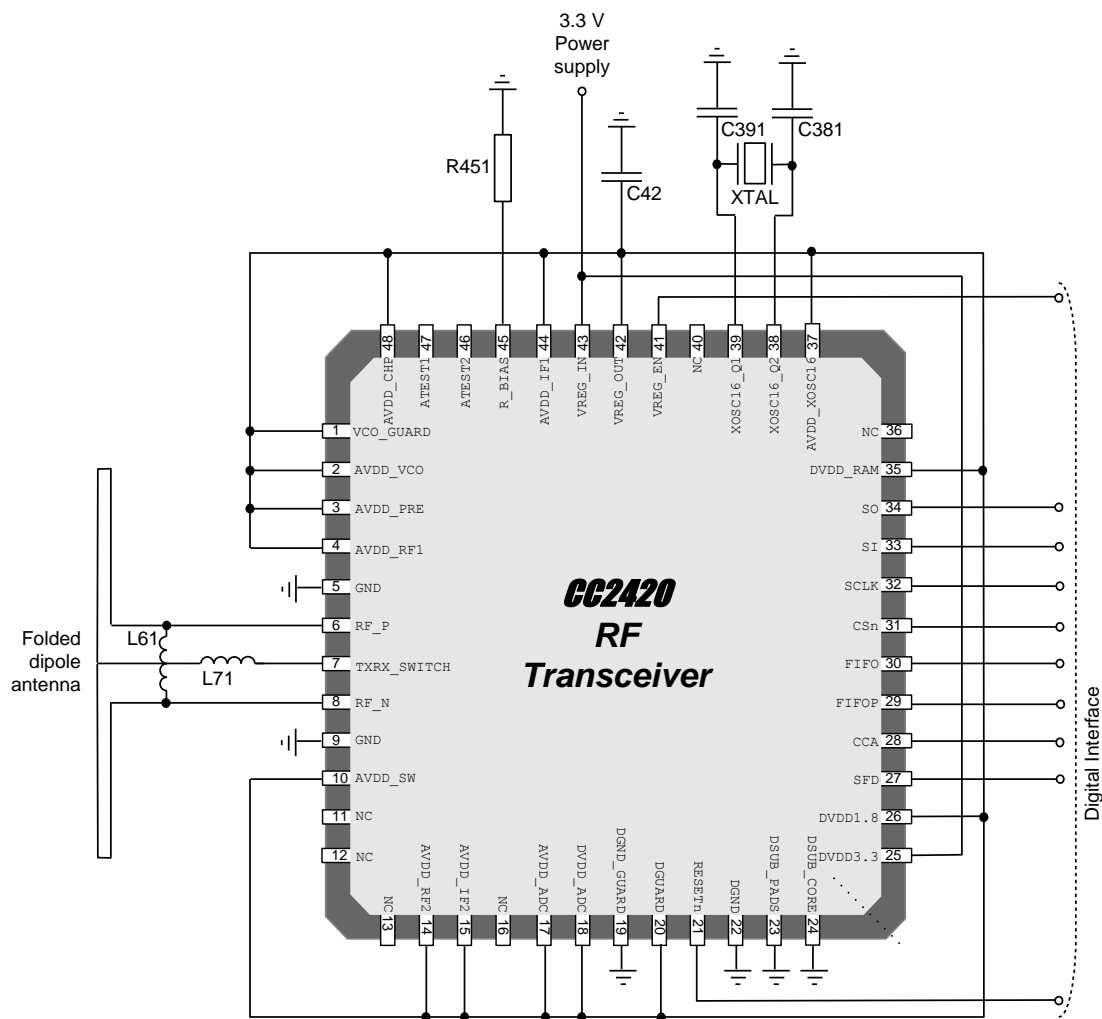 3.3 V
Power
supply
C391
C381
R451
C42
XTAL
48 47 46 45 44 43 42 41 40 39 38 37
AVDD_CHP
ATEST1
ATEST2
R_BIAS
AVDD_IF1
VREG_IN
VREG_OUT
VREG_EN
NC
XOSC16_Q1
XOSC16_Q2
AVDD_XOSC16
1 VCO_GUARD
2 AVDD_VCO
3 AVDD_PRE
4 AVDD_RF1
5 GND
6 RF_P
7 TXRX_SWITCH
8 RF_N
9 GND
10 AVDD_SW
11 NC
12 NC
Folded
dipole
antenna
L61
L71
CC2420
RF
Transceiver
NC 36
DVDD_RAM 35
SO 34
SI 33
SCLK 32
CSn 31
FIFO 30
FIFOP 29
CCA 28
SFD 27
DVDD1.8 26
DVDD3.3 25
Digital Interface
NC
AVDD_RF2
AVDD_IF2
NC
AVDD_ADC
DVDD_ADC
DGND_GUARD
DGUARD
RESETn
DGND
DSUB_PADS
DSUB_CORE
13 14 15 16 17 18 19 20 21 22 23 24